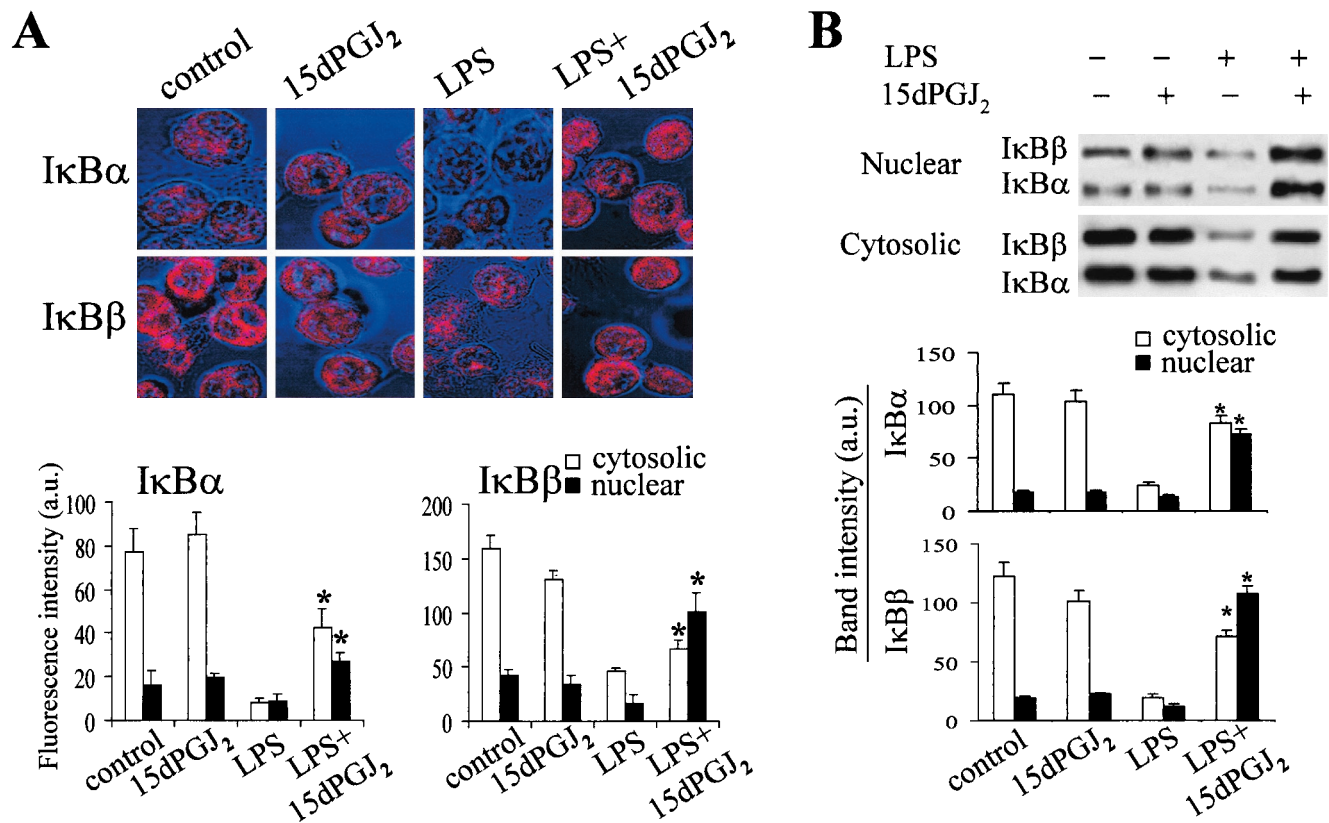 A
control 15dPGJ₂ LPS LPS+ 15dPGJ₂
IκBα
IκBβ
Fluorescence intensity (a.u.)
IκBα
100
80
60
40
20
0
control 15dPGJ₂ LPS LPS+ 15dPGJ₂
IκBβ
cytosolic
nuclear
200
150
100
50
0
* *
* *
control 15dPGJ₂ LPS LPS+ 15dPGJ₂
B
LPS − − + +
15dPGJ₂ − + − +
Nuclear
IκBβ
IκBα
Cytosolic
IκBβ
IκBα
cytosolic
nuclear
Band intensity (a.u.)
IκBα
150
100
50
0
* *
IκBβ
150
100
50
0
* *
control 15dPGJ₂ LPS LPS+ 15dPGJ₂